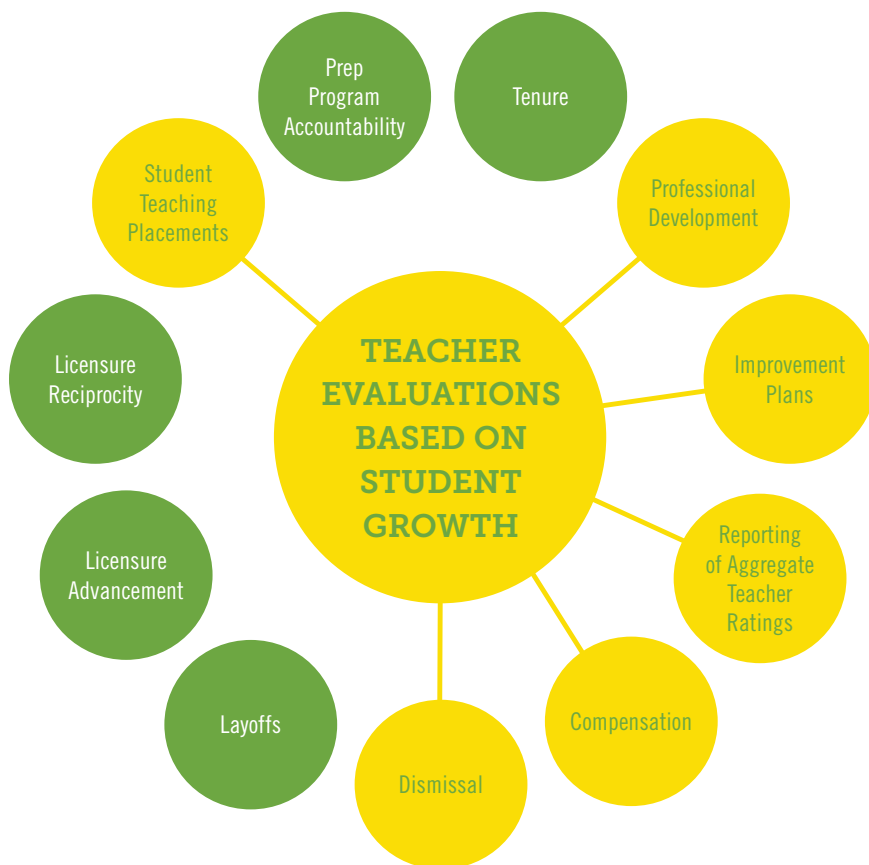 Prep
Program
Accountability
Tenure
Student
Teaching
Placements
Professional
Development
Licensure
Reciprocity
TEACHER
EVALUATIONS
BASED ON
STUDENT
GROWTH
Improvement
Plans
Licensure
Advancement
Reporting
of Aggregate
Teacher
Ratings
Layoffs
Compensation
Dismissal